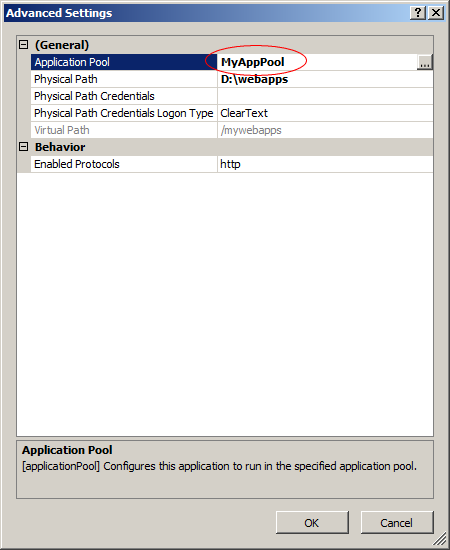 Advanced Settings
(General)
Application Pool MyAppPool ...
Physical Path D:\webapps
Physical Path Credentials
Physical Path Credentials Logon Type ClearText
Virtual Path /mywebapps
Behavior
Enabled Protocols http
Application Pool
[applicationPool] Configures this application to run in the specified application pool.
OK Cancel